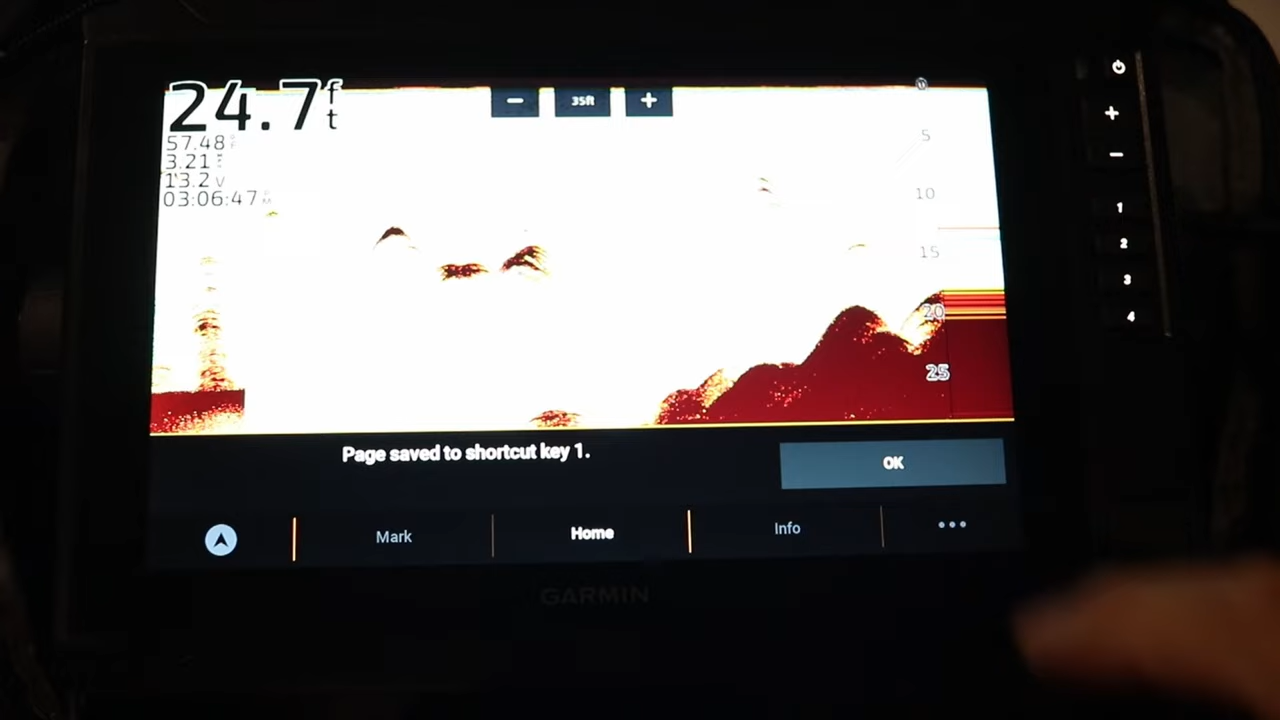 24.7 ft
− 35ft +
57.48 °F
3.21
13.2 V
03:06:47 PM
5
10
15
20
25
+
−
1
2
3
4
Page saved to shortcut key 1.
OK
Mark
Home
Info
•••
GARMIN